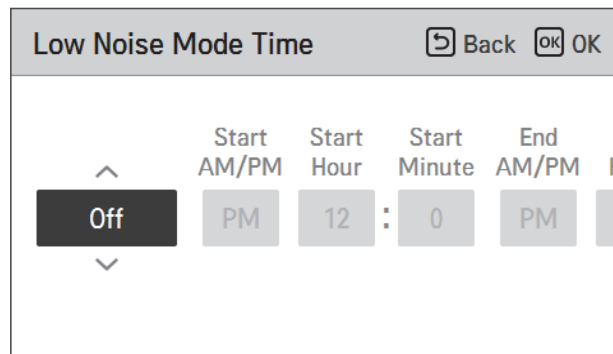 Low Noise Mode Time Back OK OK
Start Start Start End
AM/PM Hour Minute AM/PM
Off PM 12 : 0 PM